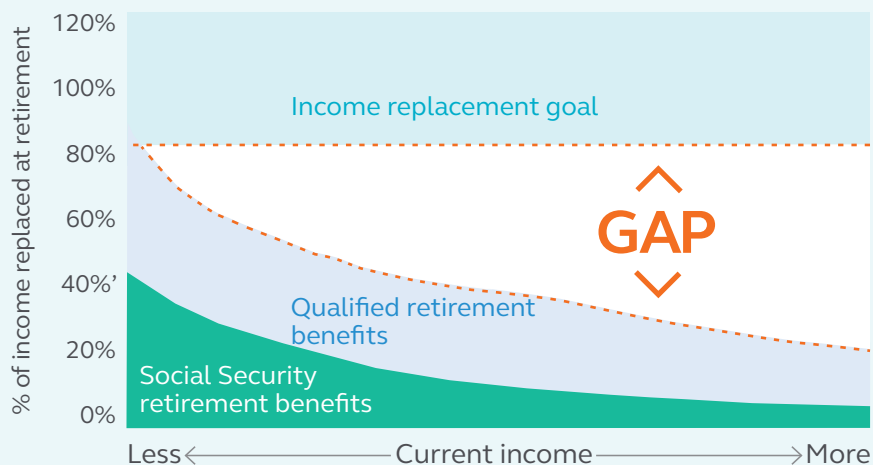 % of income replaced at retirement
120%
100%
80%
60%
40%’
20%
0%
Income replacement goal
GAP
Qualified retirement
benefits
Social Security
retirement benefits
Less
Current income
More